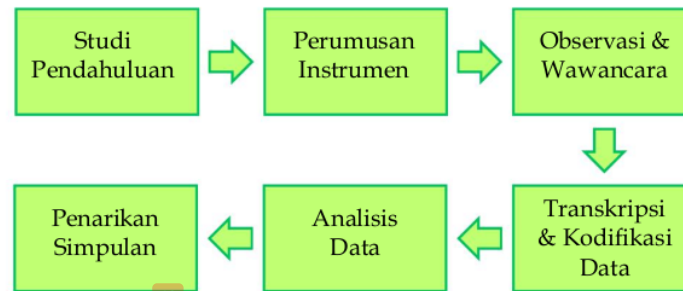 Studi
Pendahuluan
Perumusan
Instrumen
Observasi &
Wawancara
Transkripsi
& Kodifikasi
Data
Analisis
Data
Penarikan
Simpulan